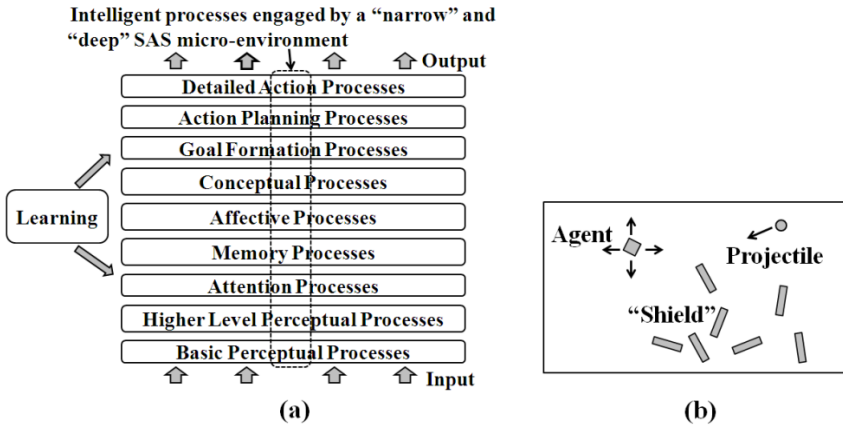 Intelligent processes engaged by a “narrow” and
“deep” SAS micro-environment
Output
Detailed Action Processes
Action Planning Processes
Goal Formation Processes
Conceptual Processes
Learning
Affective Processes
Memory Processes
Attention Processes
Higher Level Perceptual Processes
Basic Perceptual Processes
Input
(a)
Agent
Projectile
“Shield”
(b)